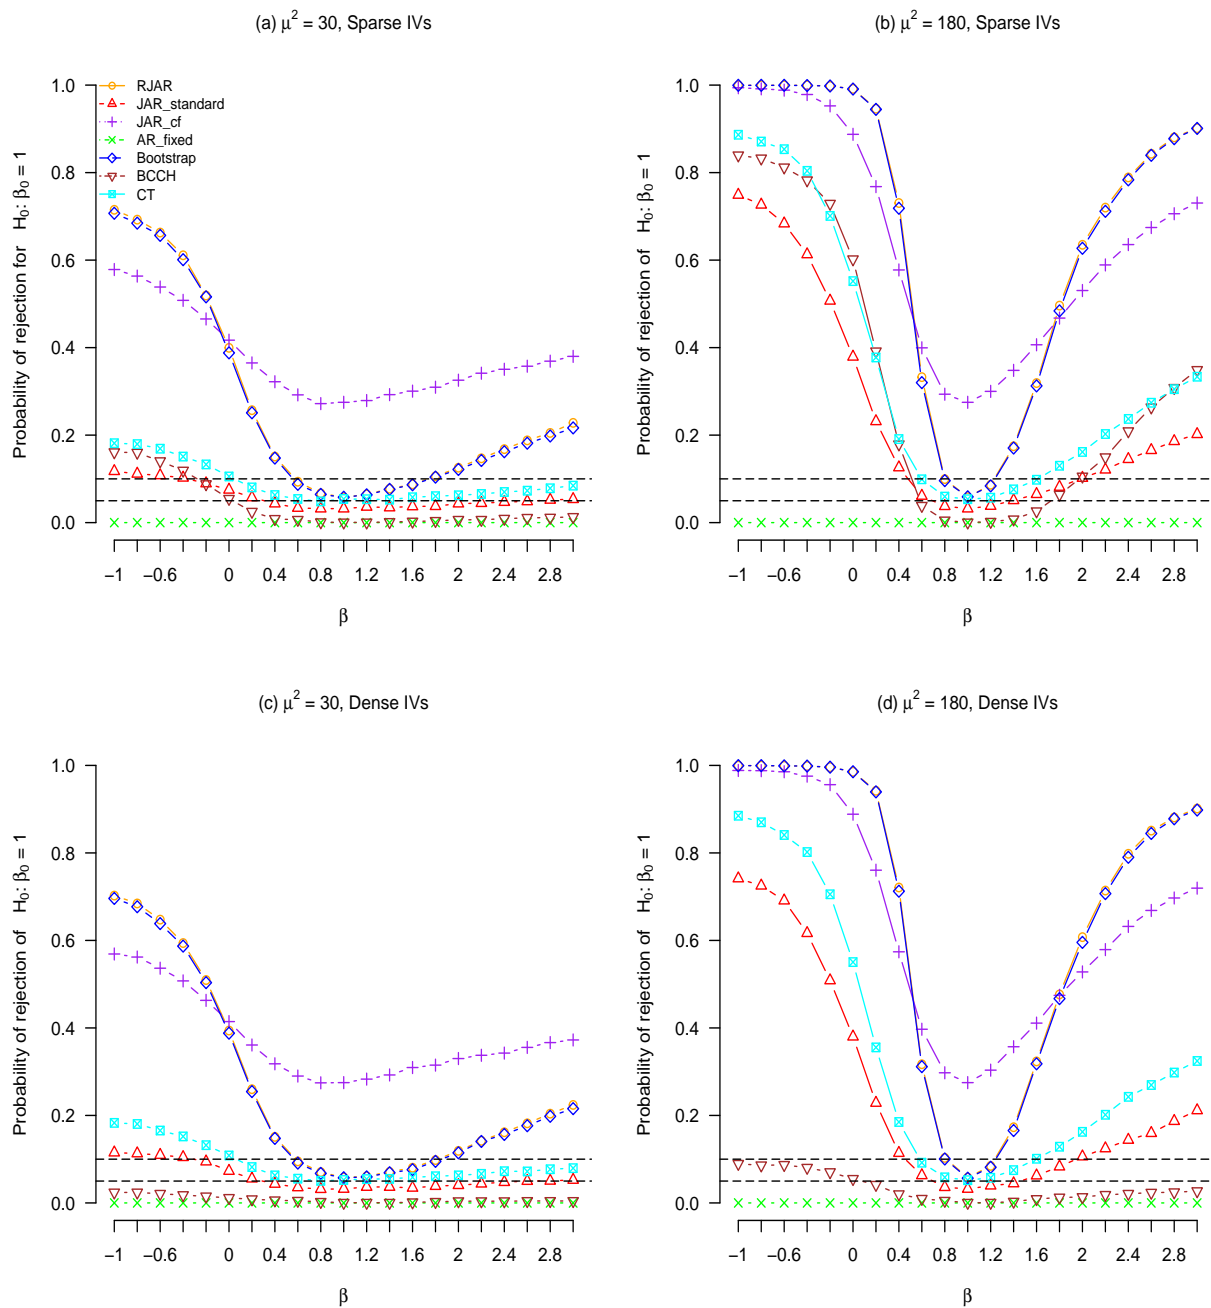 (a) μ² = 30, Sparse IVs
Probability of rejection for H₀: β₀ = 1
1.0
0.8
0.6
0.4
0.2
0.0
RJAR
JAR_standard
JAR_cf
AR_fixed
Bootstrap
BCCH
CT
−1 −0.6 0 0.4 0.8 1.2 1.6 2 2.4 2.8
β
(b) μ² = 180, Sparse IVs
Probability of rejection of H₀: β₀ = 1
1.0
0.8
0.6
0.4
0.2
0.0
−1 −0.6 0 0.4 0.8 1.2 1.6 2 2.4 2.8
β
(c) μ² = 30, Dense IVs
Probability of rejection of H₀: β₀ = 1
1.0
0.8
0.6
0.4
0.2
0.0
−1 −0.6 0 0.4 0.8 1.2 1.6 2 2.4 2.8
β
(d) μ² = 180, Dense IVs
Probability of rejection of H₀: β₀ = 1
1.0
0.8
0.6
0.4
0.2
0.0
−1 −0.6 0 0.4 0.8 1.2 1.6 2 2.4 2.8
β